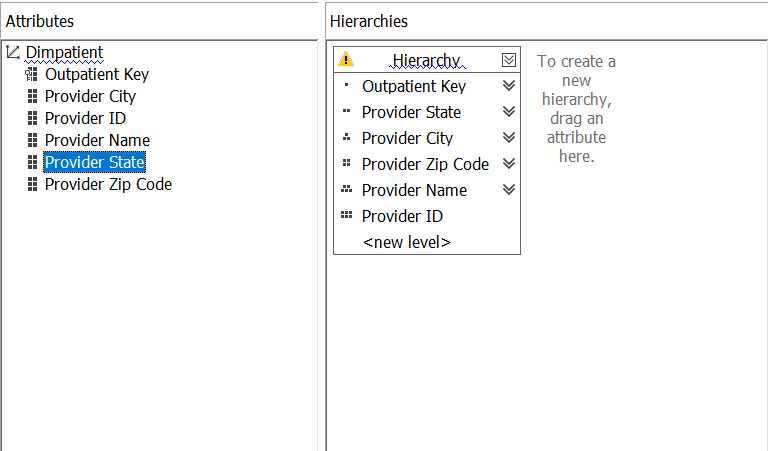 Attributes
Dimpatient
Outpatient Key
Provider City
Provider ID
Provider Name
Provider State
Provider Zip Code
Hierarchies
Hierarchy
Outpatient Key
Provider State
Provider City
Provider Zip Code
Provider Name
Provider ID
<new level>
To create a
new
hierarchy,
drag an
attribute
here.